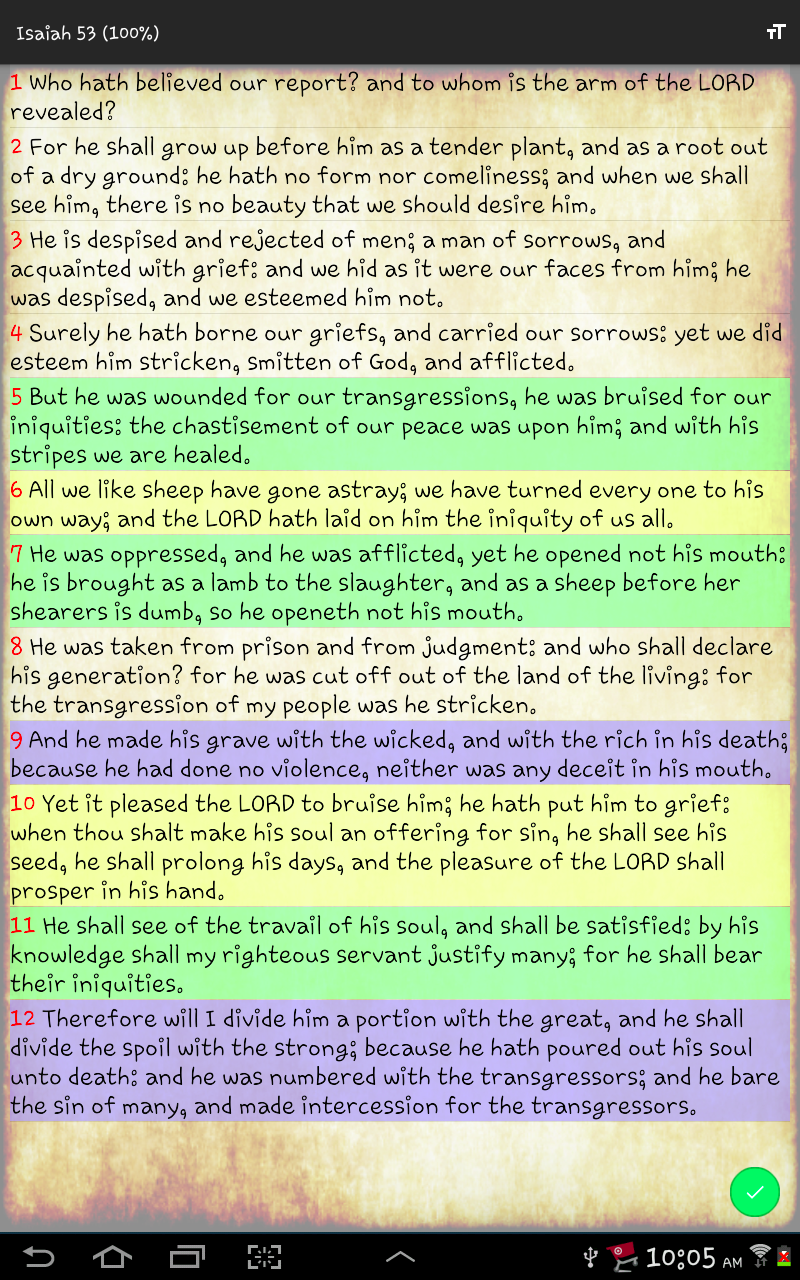 Isaiah 53 (100%)
TT
1 Who hath believed our report? and to whom is the arm of the LORD
revealed?
2 For he shall grow up before him as a tender plant, and as a root out
of a dry ground: he hath no form nor comeliness; and when we shall
see him, there is no beauty that we should desire him.
3 He is despised and rejected of men; a man of sorrows, and
acquainted with grief: and we hid as it were our faces from him; he
was despised, and we esteemed him not.
4 Surely he hath borne our griefs, and carried our sorrows: yet we did
esteem him stricken, smitten of God, and afflicted.
5 But he was wounded for our transgressions, he was bruised for our
iniquities: the chastisement of our peace was upon him; and with his
stripes we are healed.
6 All we like sheep have gone astray; we have turned every one to his
own way; and the LORD hath laid on him the iniquity of us all.
7 He was oppressed, and he was afflicted, yet he opened not his mouth:
he is brought as a lamb to the slaughter, and as a sheep before her
shearers is dumb, so he openeth not his mouth.
8 He was taken from prison and from judgment: and who shall declare
his generation? for he was cut off out of the land of the living: for
the transgression of my people was he stricken.
9 And he made his grave with the wicked, and with the rich in his death;
because he had done no violence, neither was any deceit in his mouth.
10 Yet it pleased the LORD to bruise him; he hath put him to grief:
when thou shalt make his soul an offering for sin, he shall see his
seed, he shall prolong his days, and the pleasure of the LORD shall
prosper in his hand.
11 He shall see of the travail of his soul, and shall be satisfied: by his
knowledge shall my righteous servant justify many; for he shall bear
their iniquities.
12 Therefore will I divide him a portion with the great, and he shall
divide the spoil with the strong; because he hath poured out his soul
unto death: and he was numbered with the transgressors; and he bare
the sin of many, and made intercession for the transgressors.
10:05 AM